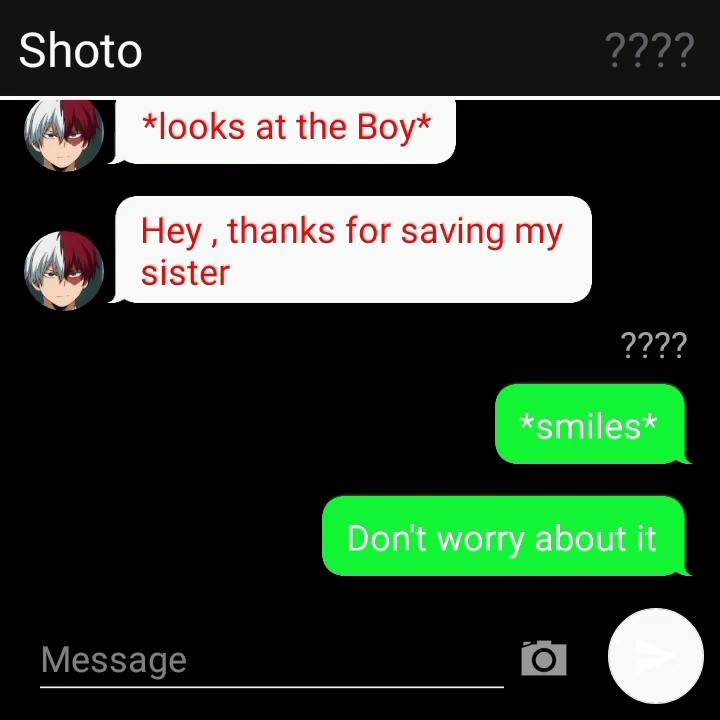 Shoto ????
*looks at the Boy*
Hey , thanks for saving my
sister
????
*smiles*
Don't worry about it
Message